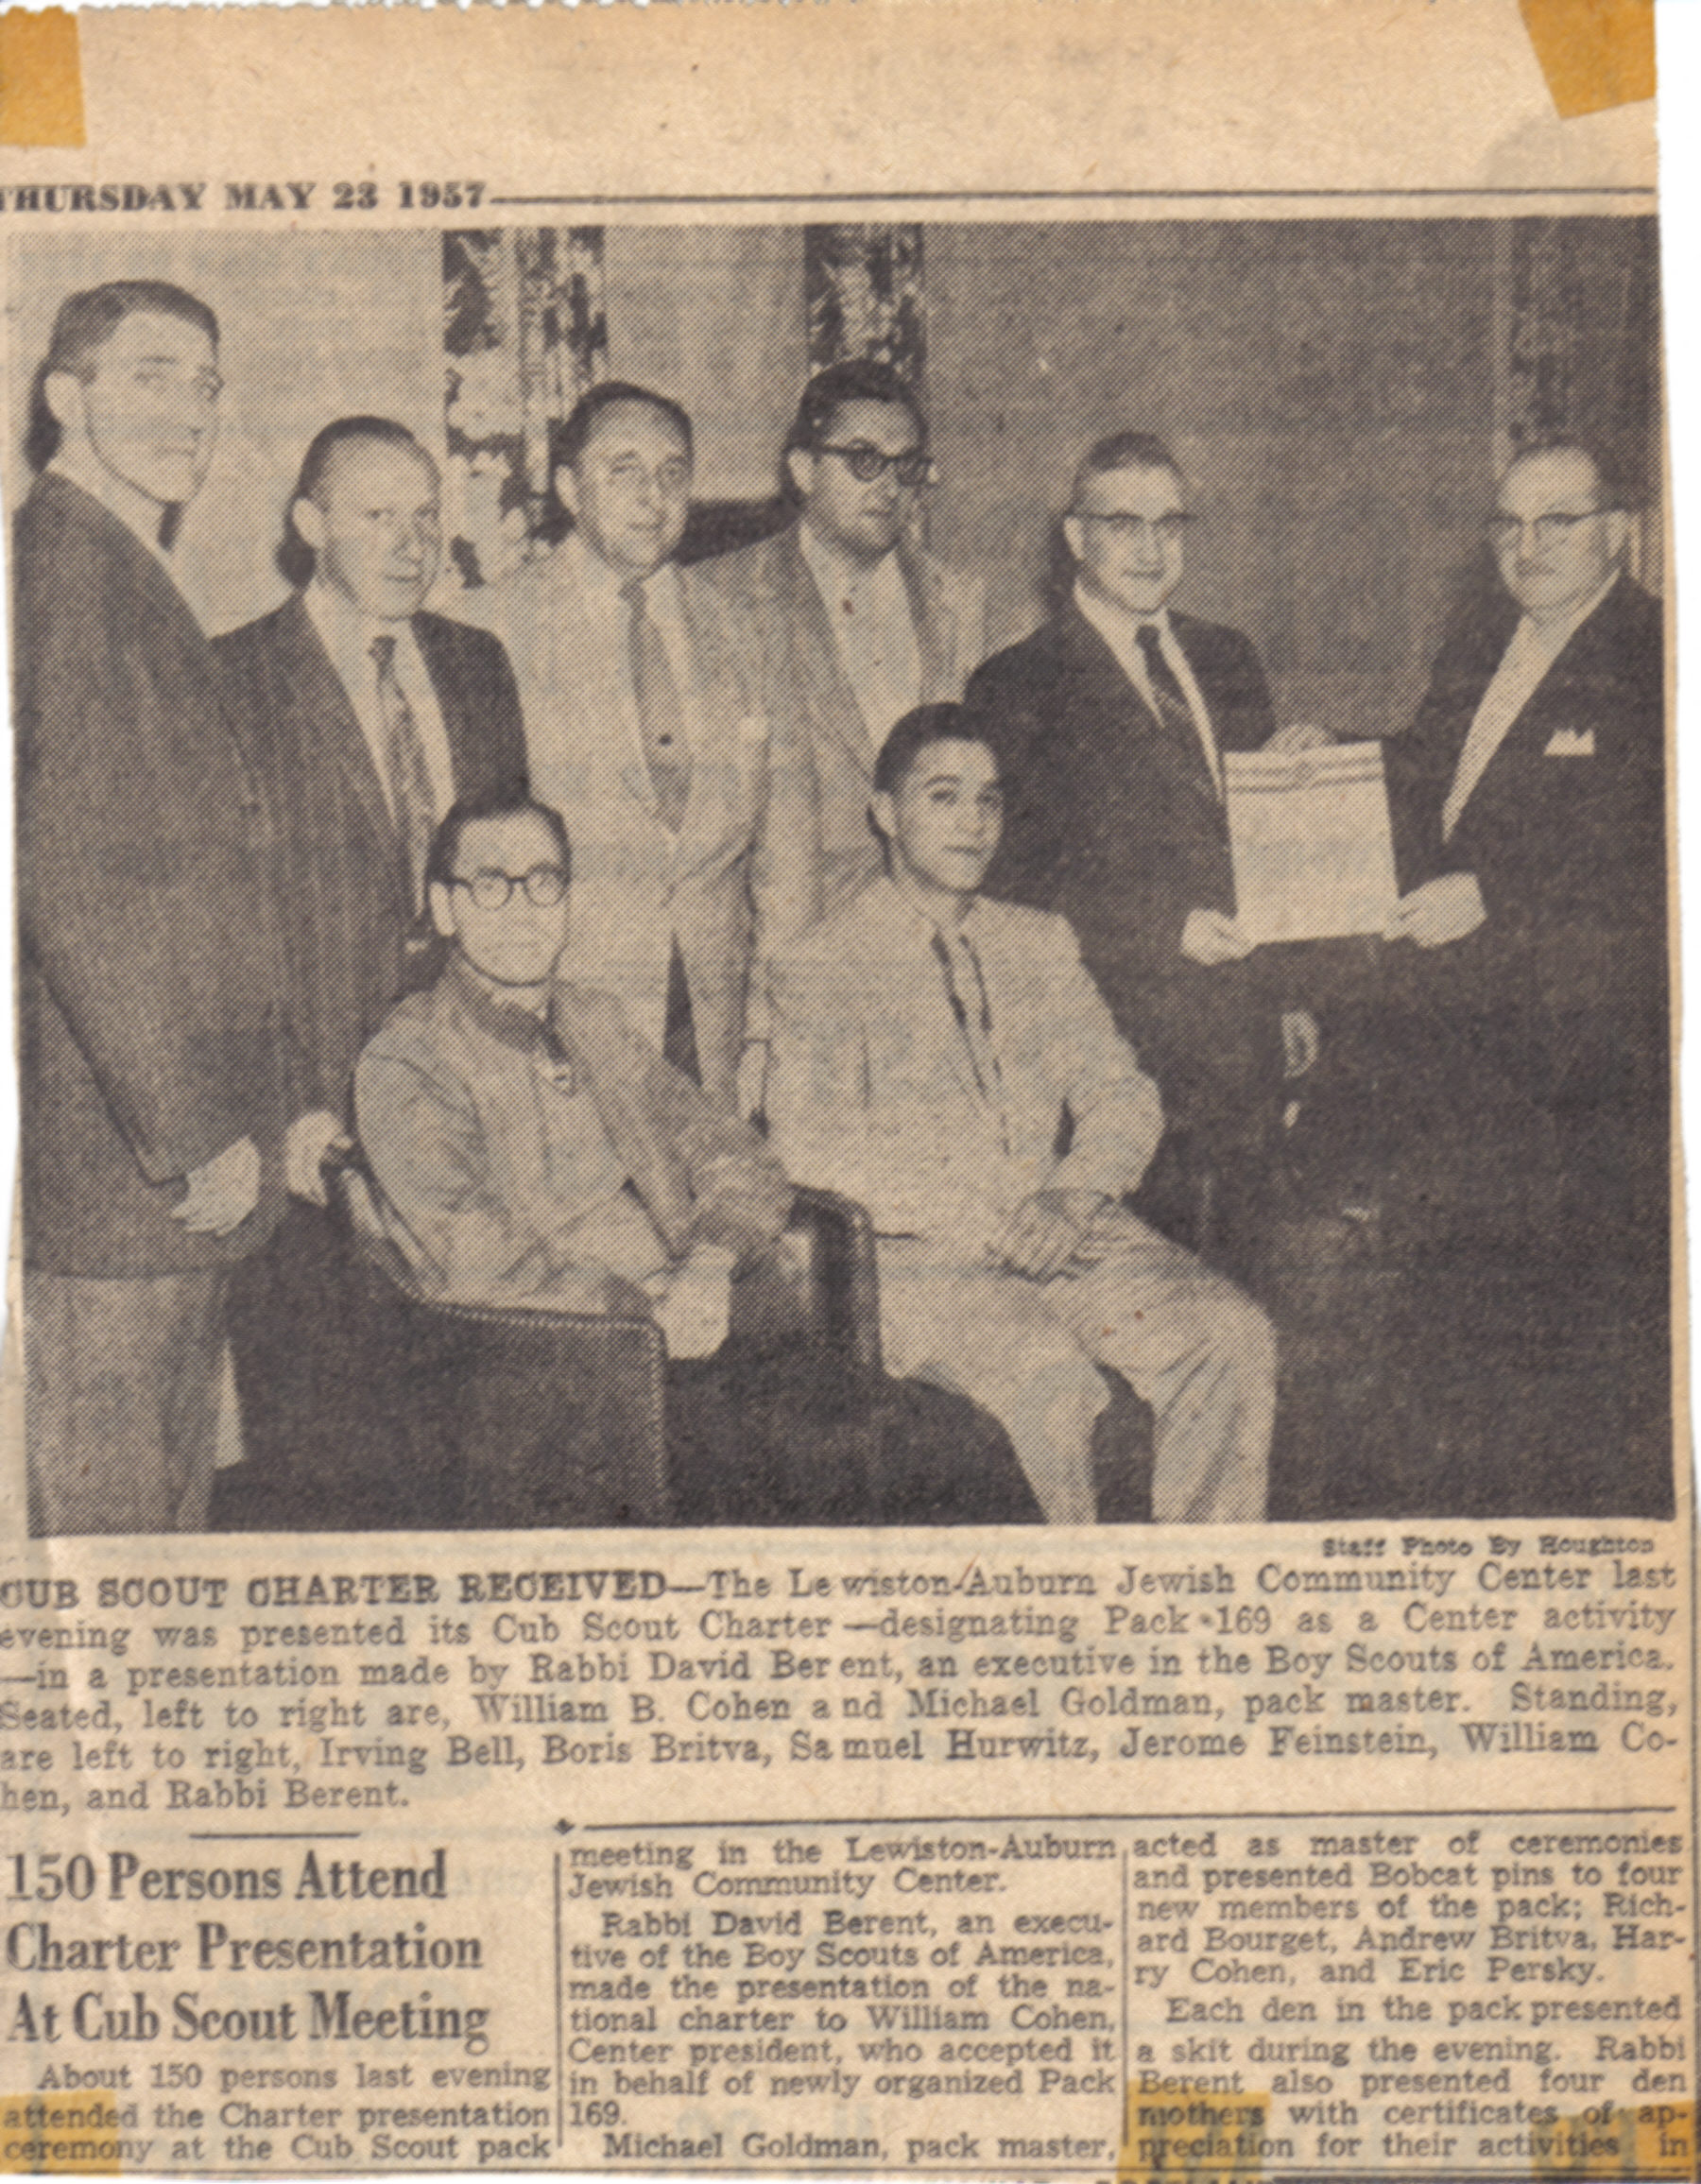 THURSDAY MAY 23 1957
Staff Photo By Houghton
CUB SCOUT CHARTER RECEIVED—The Lewiston-Auburn Jewish Community Center last
evening was presented its Cub Scout Charter—designating Pack 169 as a Center activity
—in a presentation made by Rabbi David Berent, an executive in the Boy Scouts of America.
Seated, left to right are, William B. Cohen and Michael Goldman, pack master. Standing,
are left to right, Irving Bell, Boris Britva, Samuel Hurwitz, Jerome Feinstein, William Co-
hen, and Rabbi Berent.
150 Persons Attend
Charter Presentation
At Cub Scout Meeting
About 150 persons last evening
attended the Charter presentation
ceremony at the Cub Scout pack
meeting in the Lewiston-Auburn
Jewish Community Center.
Rabbi David Berent, an execu-
tive of the Boy Scouts of America,
made the presentation of the na-
tional charter to William Cohen,
Center president, who accepted it
in behalf of newly organized Pack
169.
Michael Goldman, pack master,
acted as master of ceremonies
and presented Bobcat pins to four
new members of the pack; Rich-
ard Bourget, Andrew Britva, Har-
ry Cohen, and Eric Persky.
Each den in the pack presented
a skit during the evening. Rabbi
Berent also presented four den
mothers with certificates of ap-
preciation for their activities in